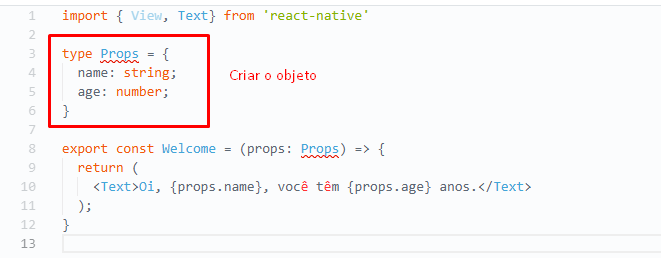 1 import { View, Text} from 'react-native'
2
3 type Props = {
4 name: string;
5 age: number;
6 }
Criar o objeto
7
8 export const Welcome = (props: Props) => {
9 return (
10 <Text>Oi, {props.name}, você têm {props.age} anos.</Text>
11 );
12 }
13